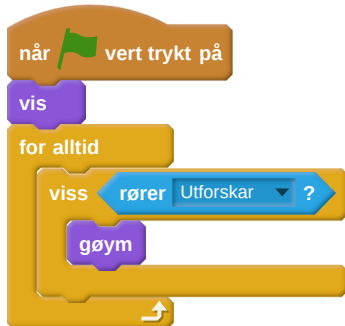 når vert trykt på
vis
for alltid
viss rører Utforskar ?
gøym